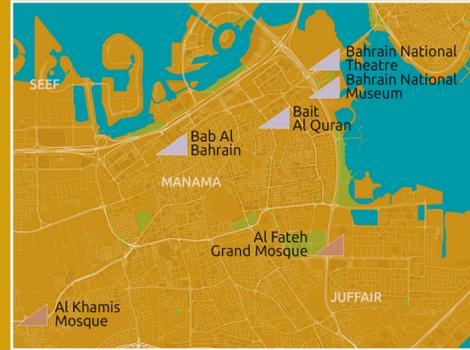 Bahrain National
Theatre
Bahrain National
Museum
SEEF
Bait
Al Quran
Bab Al
Bahrain
MANAMA
Al Fateh
Grand Mosque
JUFFAIR
Al Khamis
Mosque